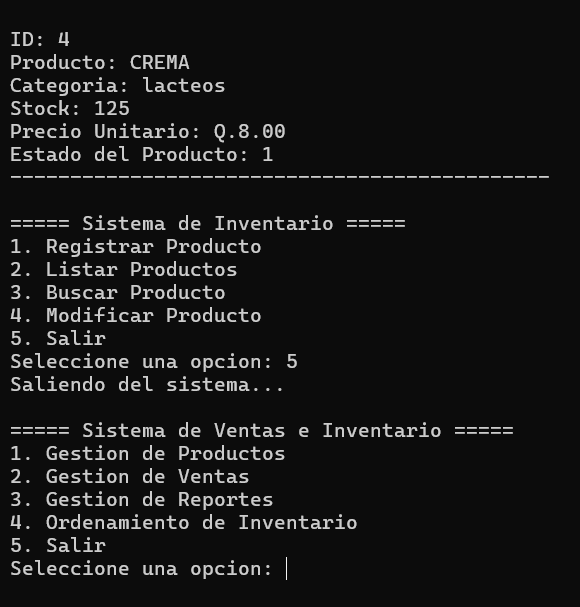 ID: 4
Producto: CREMA
Categoria: lacteos
Stock: 125
Precio Unitario: Q.8.00
Estado del Producto: 1
---------------------------------------------
===== Sistema de Inventario =====
1. Registrar Producto
2. Listar Productos
3. Buscar Producto
4. Modificar Producto
5. Salir
Seleccione una opcion: 5
Saliendo del sistema...
===== Sistema de Ventas e Inventario =====
1. Gestion de Productos
2. Gestion de Ventas
3. Gestion de Reportes
4. Ordenamiento de Inventario
5. Salir
Seleccione una opcion: